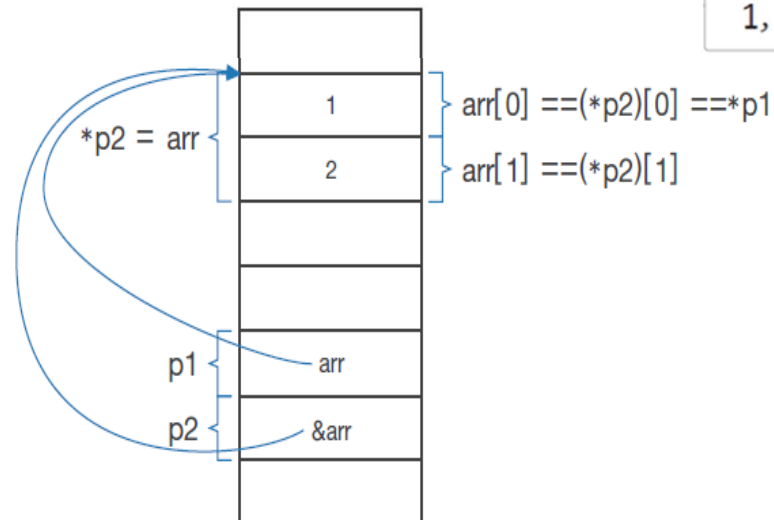 1,
1
arr[0] ==(*p2)[0] ==*p1
*p2 = arr
2
arr[1] ==(*p2)[1]
p1
arr
p2
&arr